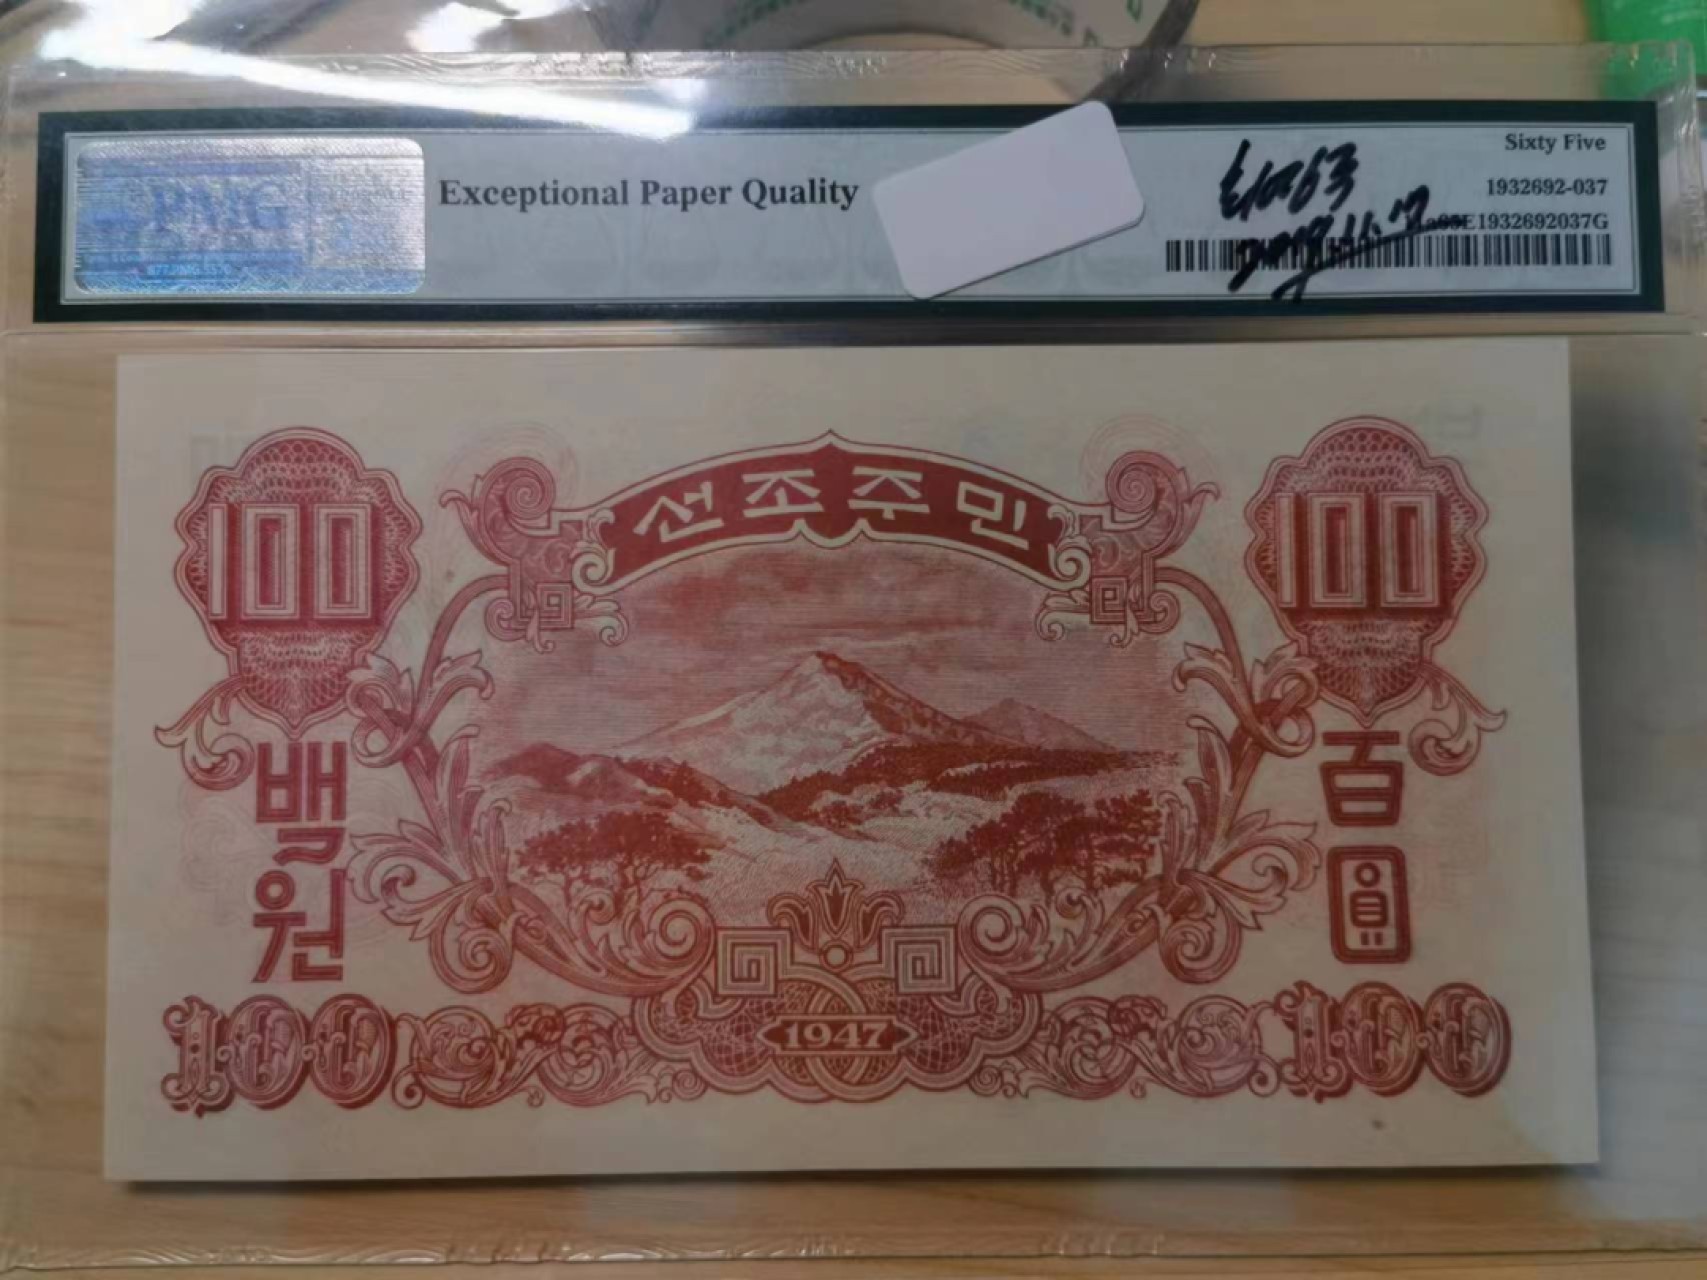 PMG
Exceptional Paper Quality
Sixty Five
1932692-037
E1932692037G
선조주민
100
100
백
원
百
圓
100
1947
100